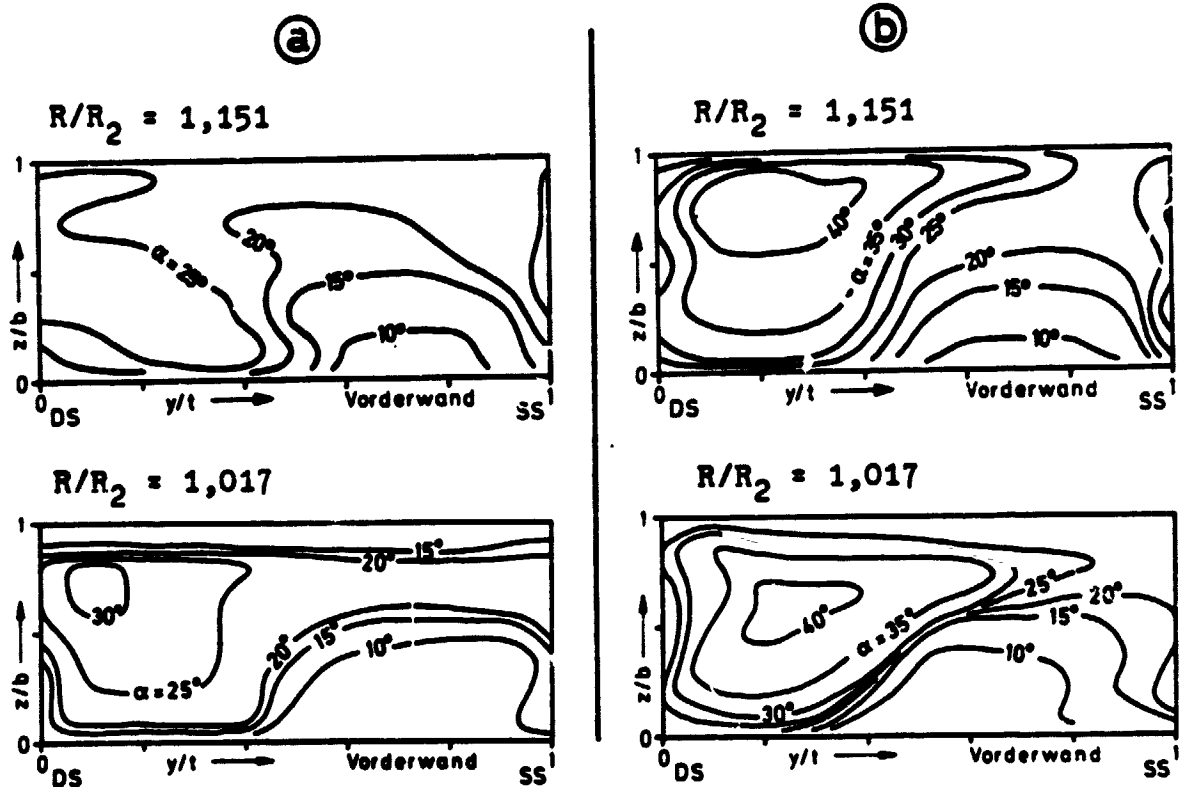 a
R/R2 = 1,151
1
z/b
0
α = 25°
20°
15°
10°
0
DS
y/t
Vorderwand
SS
1
R/R2 = 1,017
1
z/b
0
30°
α = 25°
20°
15°
20°
15°
10°
0
DS
y/t
Vorderwand
SS
1
b
R/R2 = 1,151
1
z/b
0
40°
α = 35°
30°
25°
20°
15°
10°
0
DS
y/t
Vorderwand
SS
1
R/R2 = 1,017
1
z/b
0
40°
α = 35°
30°
25°
20°
15°
10°
0
DS
y/t
Vorderwand
SS
1